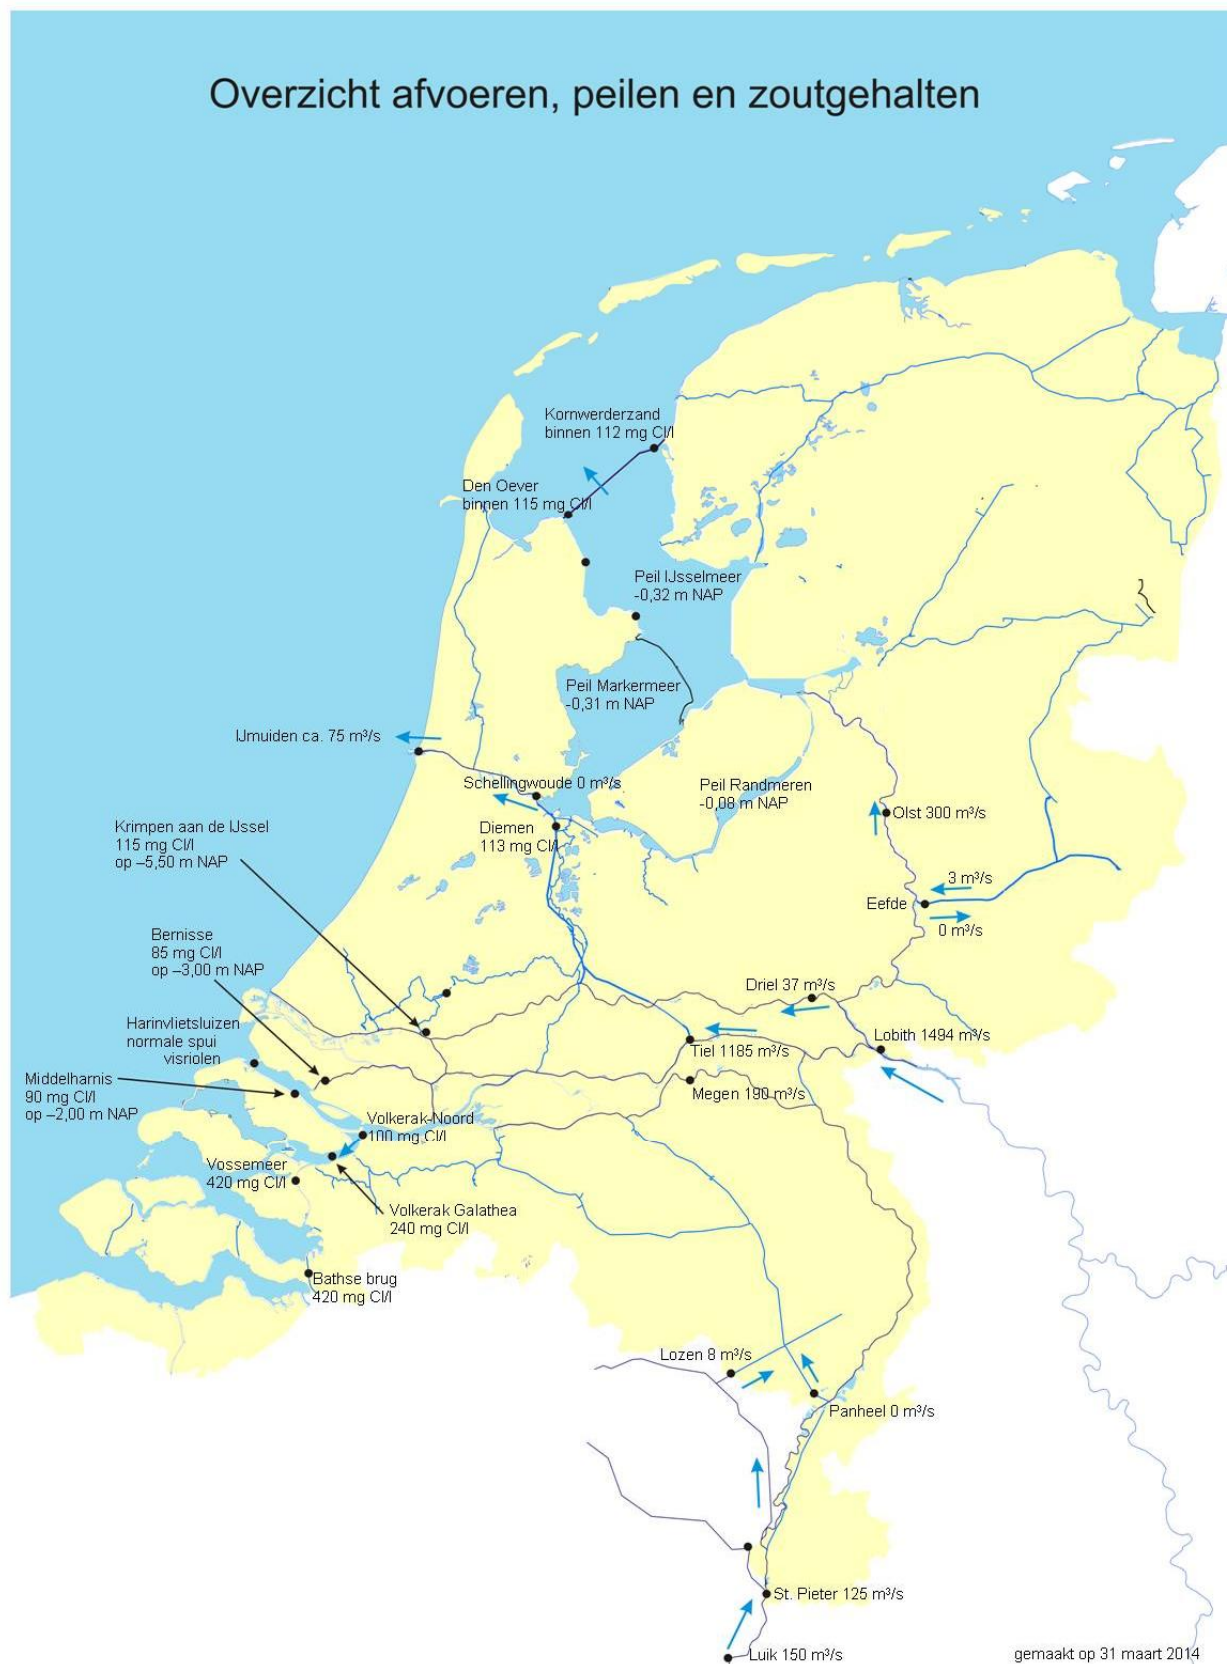 Overzicht afvoeren, peilen en zoutgehalten
Kornwerderzand
binnen 112 mg Cl/l
Den Oever
binnen 115 mg Cl/l
Peil IJsselmeer
-0,32 m NAP
Peil Markermeer
-0,31 m NAP
IJmuiden ca. 75 m³/s
Schellingwoude 0 m³/s
Peil Randmeren
-0,08 m NAP
Olst 300 m³/s
Krimpen aan de IJssel
115 mg Cl/l
op –5,50 m NAP
Diemen
113 mg Cl/l
3 m³/s
Eefde
0 m³/s
Bernisse
85 mg Cl/l
op –3,00 m NAP
Driel 37 m³/s
Harinvlietsluizen
normale spui
visriolen
Lobith 1494 m³/s
Tiel 1185 m³/s
Middelharnis
90 mg Cl/l
op –2,00 m NAP
Megen 190 m³/s
Volkerak-Noord
100 mg Cl/l
Vossemeer
420 mg Cl/l
Volkerak Galathea
240 mg Cl/l
Bathse brug
420 mg Cl/l
Lozen 8 m³/s
Panheel 0 m³/s
St. Pieter 125 m³/s
Luik 150 m³/s
gemaakt op 31 maart 2014